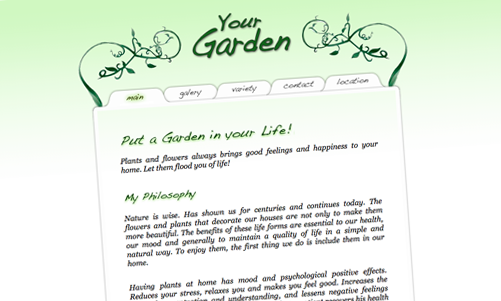 Your
Garden
main galery variety contact location
Put a Garden in your Life!
Plants and flowers always brings good feelings and happiness to your
home. Let them flood you of life!
My Philosophy
Nature is wise. Has shown us for centuries and continues today. The
flowers and plants that decorate our houses are not only to make them
more beautiful. The benefits of these life forms are essential to our health,
our mood and generally to maintain a quality of life in a simple and
natural way. To enjoy them, the first thing we do is include them in our
home.
Having plants at home has mood and psychological positive effects.
Reduces your stress, relaxes you and makes you feel good. Increases the
and understanding, and lessens negative feelings
recovers his health